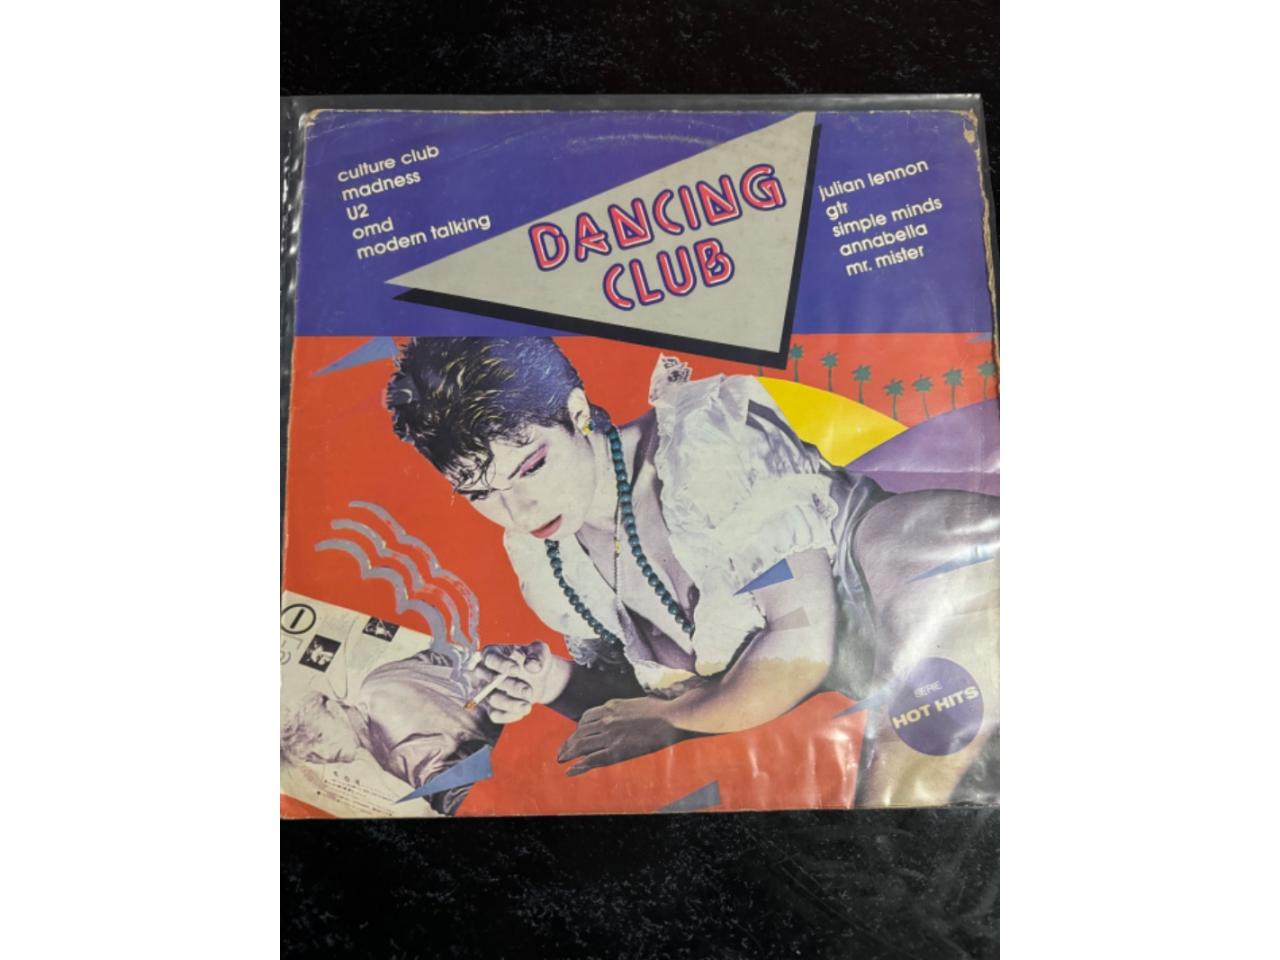 culture club
madness
U2
omd
modern talking
DANCING
CLUB
julian lennon
gtr
simple minds
annabella
mr. mister
SERIE
HOT HITS